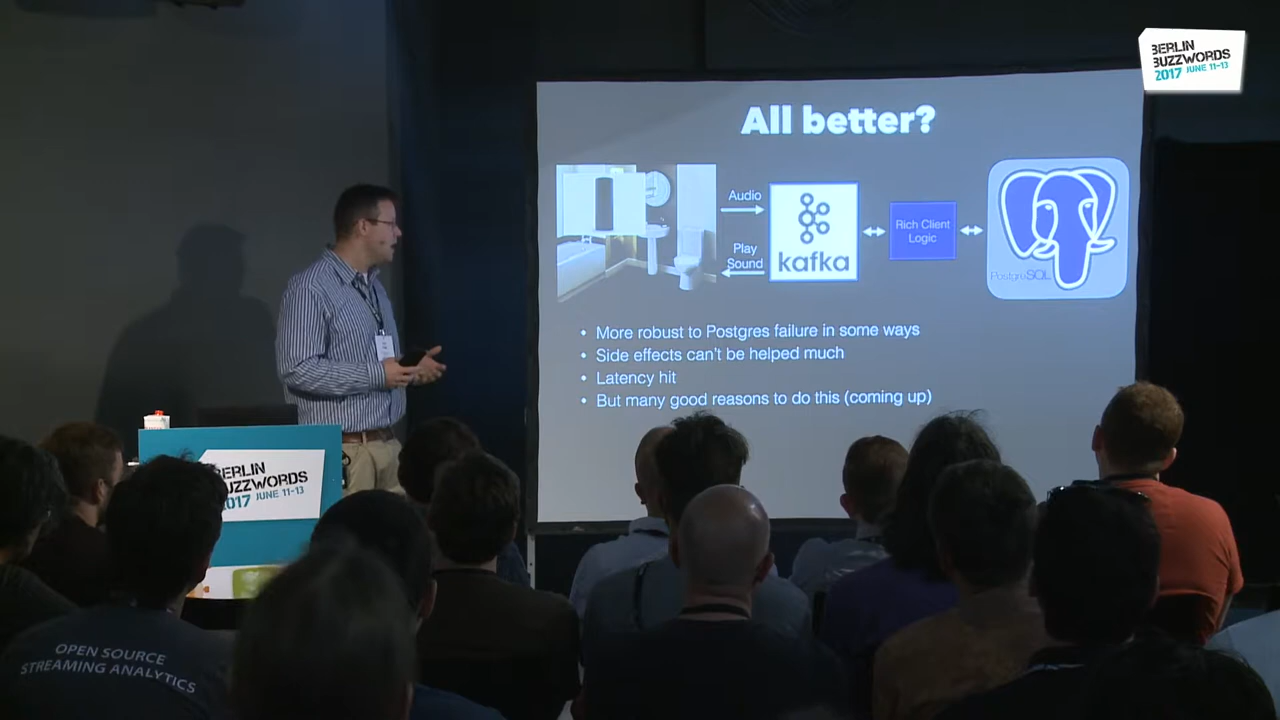 BERLIN
BUZZWORDS
2017 JUNE 11-13
All better?
Audio
Play
Sound
kafka
Rich Client
Logic
PostgreSQL
• More robust to Postgres failure in some ways
• Side effects can't be helped much
• Latency hit
• But many good reasons to do this (coming up)
BERLIN
BUZZWORDS
2017 JUNE 11-13
OPEN SOURCE
STREAMING ANALYTICS